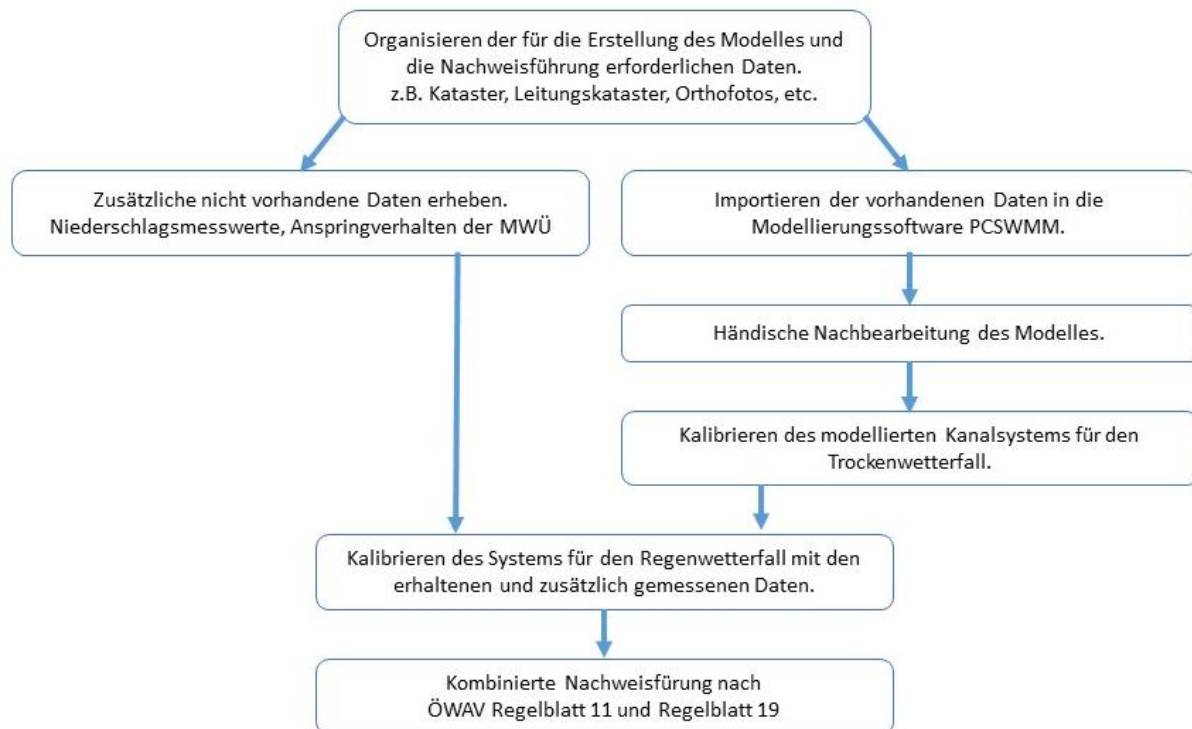 Organisieren der für die Erstellung des Modelles und
die Nachweisführung erforderlichen Daten.
z.B. Kataster, Leitungskataster, Orthofotos, etc.
Zusätzliche nicht vorhandene Daten erheben.
Niederschlagsmesswerte, Anspringverhalten der MWÜ
Importieren der vorhandenen Daten in die
Modellierungssoftware PCSWMM.
Händische Nachbearbeitung des Modelles.
Kalibrieren des modellierten Kanalsystems für den
Trockenwetterfall.
Kalibrieren des Systems für den Regenwetterfall mit den
erhaltenen und zusätzlich gemessenen Daten.
Kombinierte Nachweisfürung nach
ÖWAV Regelblatt 11 und Regelblatt 19